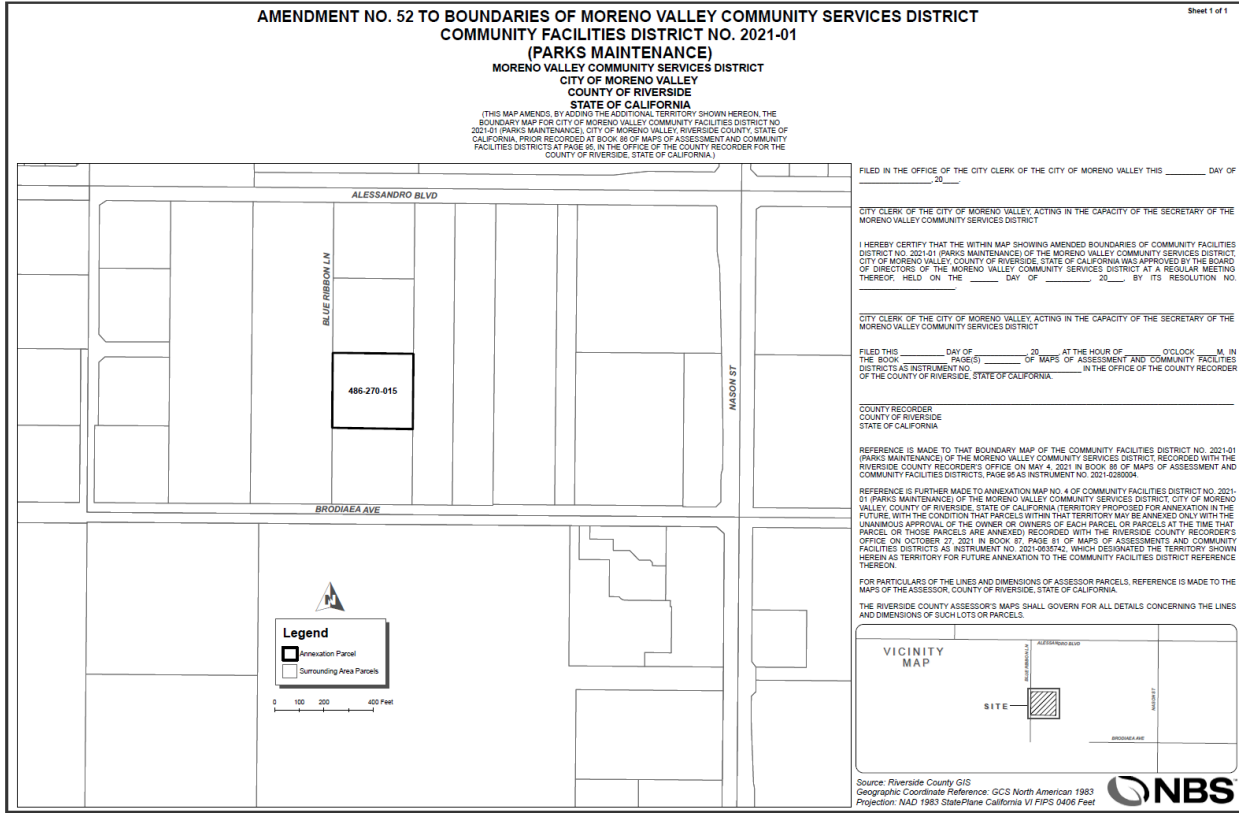 Sheet 1 of 1
AMENDMENT NO. 52 TO BOUNDARIES OF MORENO VALLEY COMMUNITY SERVICES DISTRICT
COMMUNITY FACILITIES DISTRICT NO. 2021-01
(PARKS MAINTENANCE)
MORENO VALLEY COMMUNITY SERVICES DISTRICT
CITY OF MORENO VALLEY
COUNTY OF RIVERSIDE
STATE OF CALIFORNIA
(THIS MAP AMENDS, BY ADDING THE ADDITIONAL TERRITORY SHOWN HEREON, THE
BOUNDARY MAP FOR CITY OF MORENO VALLEY COMMUNITY FACILITIES DISTRICT NO
2021-01 (PARKS MAINTENANCE), CITY OF MORENO VALLEY, RIVERSIDE COUNTY, STATE OF
CALIFORNIA, PRIOR RECORDED AT BOOK 86 OF MAPS OF ASSESSMENT AND COMMUNITY
FACILITIES DISTRICTS AT PAGE 95, IN THE OFFICE OF THE COUNTY RECORDER FOR THE
COUNTY OF RIVERSIDE, STATE OF CALIFORNIA.)
ALESSANDRO BLVD
BLUE RIBBON LN
NASON ST
486-270-015
BRODIAEA AVE
N
Legend
Annexation Parcel
Surrounding Area Parcels
0 100 200 400 Feet
FILED IN THE OFFICE OF THE CITY CLERK OF THE CITY OF MORENO VALLEY THIS ________ DAY OF
______________, 20____.
CITY CLERK OF THE CITY OF MORENO VALLEY, ACTING IN THE CAPACITY OF THE SECRETARY OF THE
MORENO VALLEY COMMUNITY SERVICES DISTRICT
I HEREBY CERTIFY THAT THE WITHIN MAP SHOWING AMENDED BOUNDARIES OF COMMUNITY FACILITIES
DISTRICT NO. 2021-01 (PARKS MAINTENANCE) OF THE MORENO VALLEY COMMUNITY SERVICES DISTRICT,
CITY OF MORENO VALLEY, COUNTY OF RIVERSIDE, STATE OF CALIFORNIA WAS APPROVED BY THE BOARD
OF DIRECTORS OF THE MORENO VALLEY COMMUNITY SERVICES DISTRICT AT A REGULAR MEETING
THEREOF, HELD ON THE ______ DAY OF __________, 20____, BY ITS RESOLUTION NO.
__________________.
CITY CLERK OF THE CITY OF MORENO VALLEY, ACTING IN THE CAPACITY OF THE SECRETARY OF THE
MORENO VALLEY COMMUNITY SERVICES DISTRICT
FILED THIS _________ DAY OF ___________, 20_____, AT THE HOUR OF ________ O'CLOCK _____M, IN
THE BOOK _________ PAGE(S) ________ OF MAPS OF ASSESSMENT AND COMMUNITY FACILITIES
DISTRICTS AS INSTRUMENT NO. ______________________ IN THE OFFICE OF THE COUNTY RECORDER
OF THE COUNTY OF RIVERSIDE, STATE OF CALIFORNIA.
COUNTY RECORDER
COUNTY OF RIVERSIDE
STATE OF CALIFORNIA
REFERENCE IS MADE TO THAT BOUNDARY MAP OF THE COMMUNITY FACILITIES DISTRICT NO. 2021-01
(PARKS MAINTENANCE) OF THE MORENO VALLEY COMMUNITY SERVICES DISTRICT, RECORDED WITH THE
RIVERSIDE COUNTY RECORDER'S OFFICE ON MAY 4, 2021 IN BOOK 86 OF MAPS OF ASSESSMENT AND
COMMUNITY FACILITIES DISTRICTS, PAGE 95 AS INSTRUMENT NO. 2021-0280004.
REFERENCE IS FURTHER MADE TO ANNEXATION MAP NO. 4 OF COMMUNITY FACILITIES DISTRICT NO. 2021-
01 (PARKS MAINTENANCE) OF THE MORENO VALLEY COMMUNITY SERVICES DISTRICT, CITY OF MORENO
VALLEY, COUNTY OF RIVERSIDE, STATE OF CALIFORNIA (TERRITORY PROPOSED FOR ANNEXATION IN THE
FUTURE, WITH THE CONDITION THAT PARCELS WITHIN THAT TERRITORY MAY BE ANNEXED ONLY WITH THE
UNANIMOUS APPROVAL OF THE OWNER OR OWNERS OF EACH PARCEL OR PARCELS AT THE TIME THAT
PARCEL OR THOSE PARCELS ARE ANNEXED) RECORDED WITH THE RIVERSIDE COUNTY RECORDER'S
OFFICE ON OCTOBER 27, 2021 IN BOOK 87, PAGE 81 OF MAPS OF ASSESSMENTS AND COMMUNITY
FACILITIES DISTRICTS AS INSTRUMENT NO. 2021-0635742, WHICH DESIGNATED THE TERRITORY SHOWN
HEREIN AS TERRITORY FOR FUTURE ANNEXATION TO THE COMMUNITY FACILITIES DISTRICT REFERENCE
THEREON.
FOR PARTICULARS OF THE LINES AND DIMENSIONS OF ASSESSOR PARCELS, REFERENCE IS MADE TO THE
MAPS OF THE ASSESSOR, COUNTY OF RIVERSIDE, STATE OF CALIFORNIA.
THE RIVERSIDE COUNTY ASSESSOR'S MAPS SHALL GOVERN FOR ALL DETAILS CONCERNING THE LINES
AND DIMENSIONS OF SUCH LOTS OR PARCELS.
VICINITY
MAP
ALESSANDRO BLVD
BLUE RIBBON LN
NASON ST
SITE
BRODIAEA AVE
Source: Riverside County GIS
Geographic Coordinate Reference: GCS North American 1983
Projection: NAD 1983 StatePlane California VI FIPS 0406 Feet
NBS